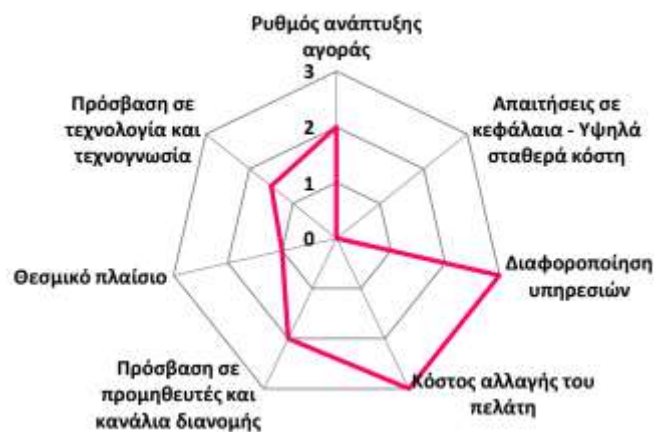 Ρυθμός ανάπτυξης
αγοράς
3
2
1
0
Απαιτήσεις σε
κεφάλαια - Υψηλά
σταθερά κόστη
Διαφοροποίηση
υπηρεσιών
Κόστος αλλαγής του
πελάτη
Πρόσβαση σε
προμηθευτές και
κανάλια διανομής
Θεσμικό πλαίσιο
Πρόσβαση σε
τεχνολογία και
τεχνογνωσία